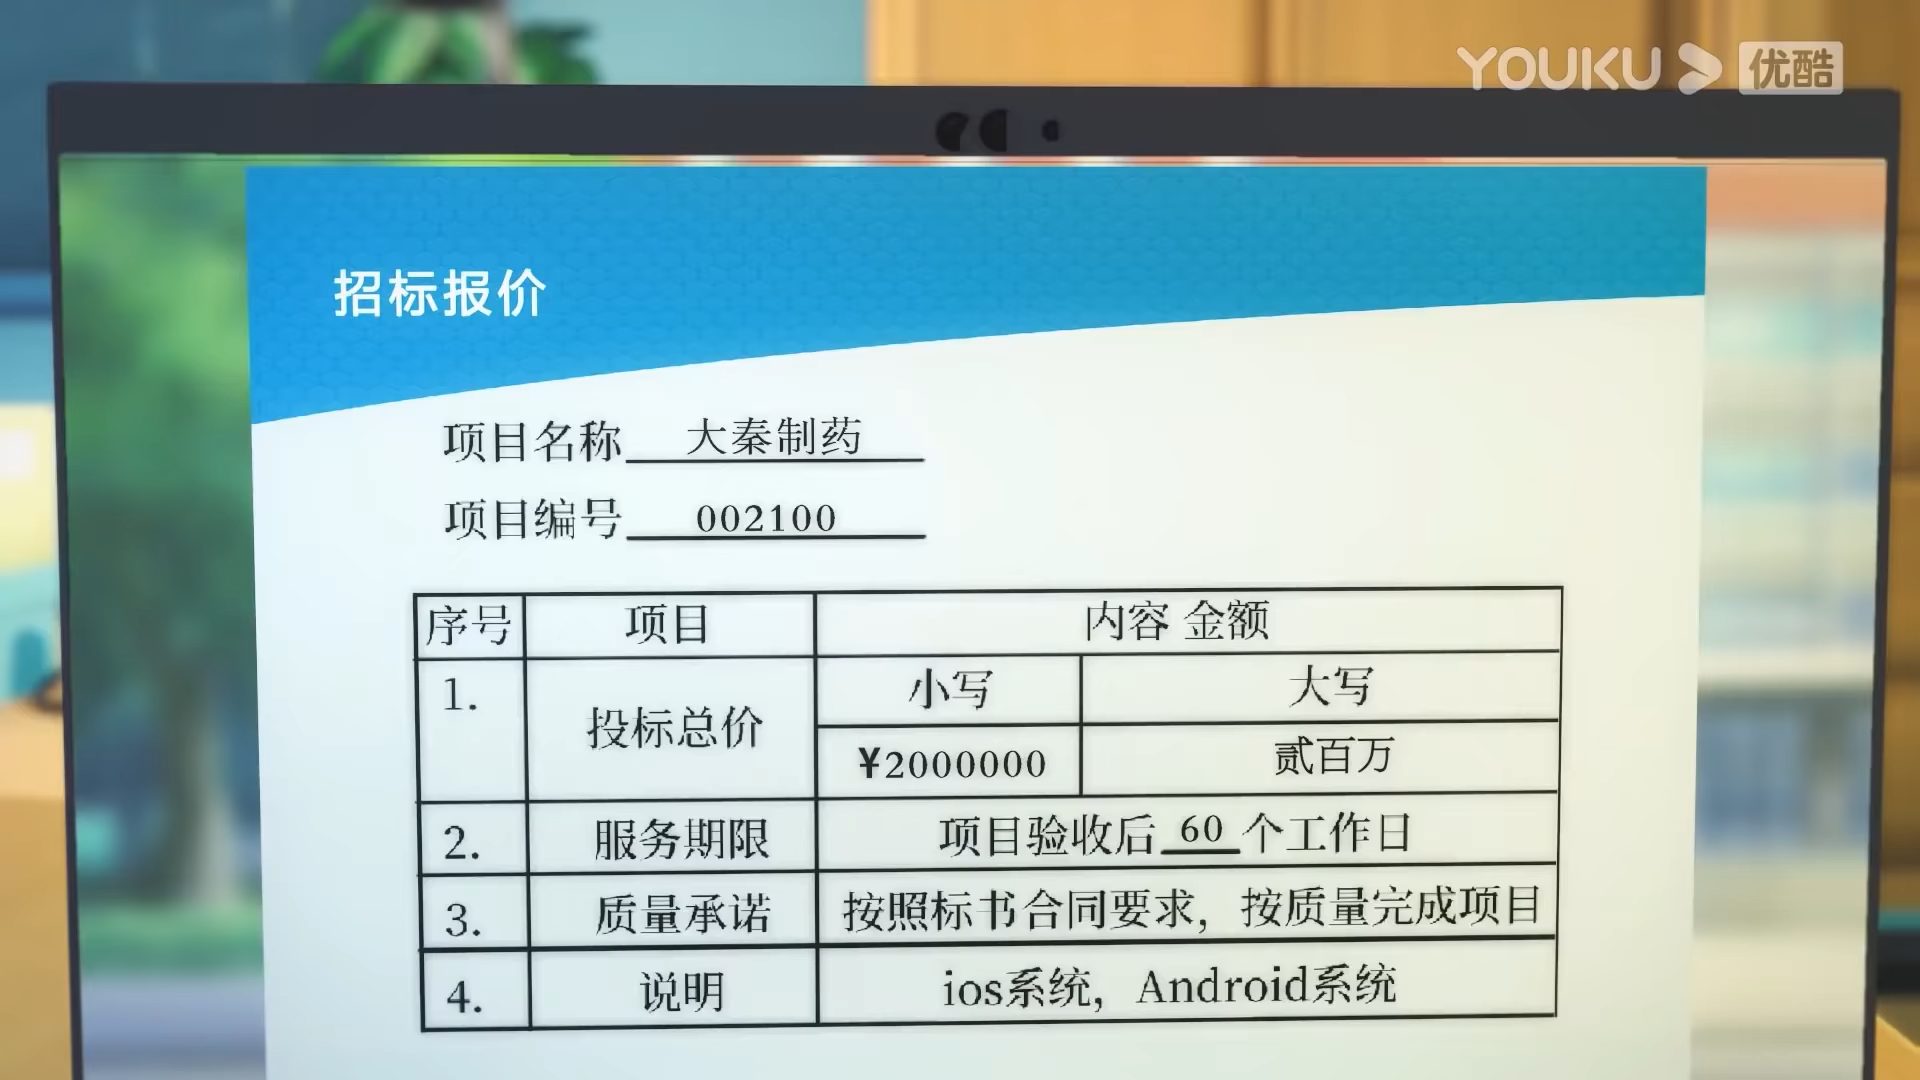 YOUKU 优酷
招标报价
项目名称 大秦制药
项目编号 002100
序号 项目 内容 金额
1. 投标总价 小写 大写
¥2000000 贰百万
2. 服务期限 项目验收后 60 个工作日
3. 质量承诺 按照标书合同要求，按质量完成项目
4. 说明 ios系统，Android系统